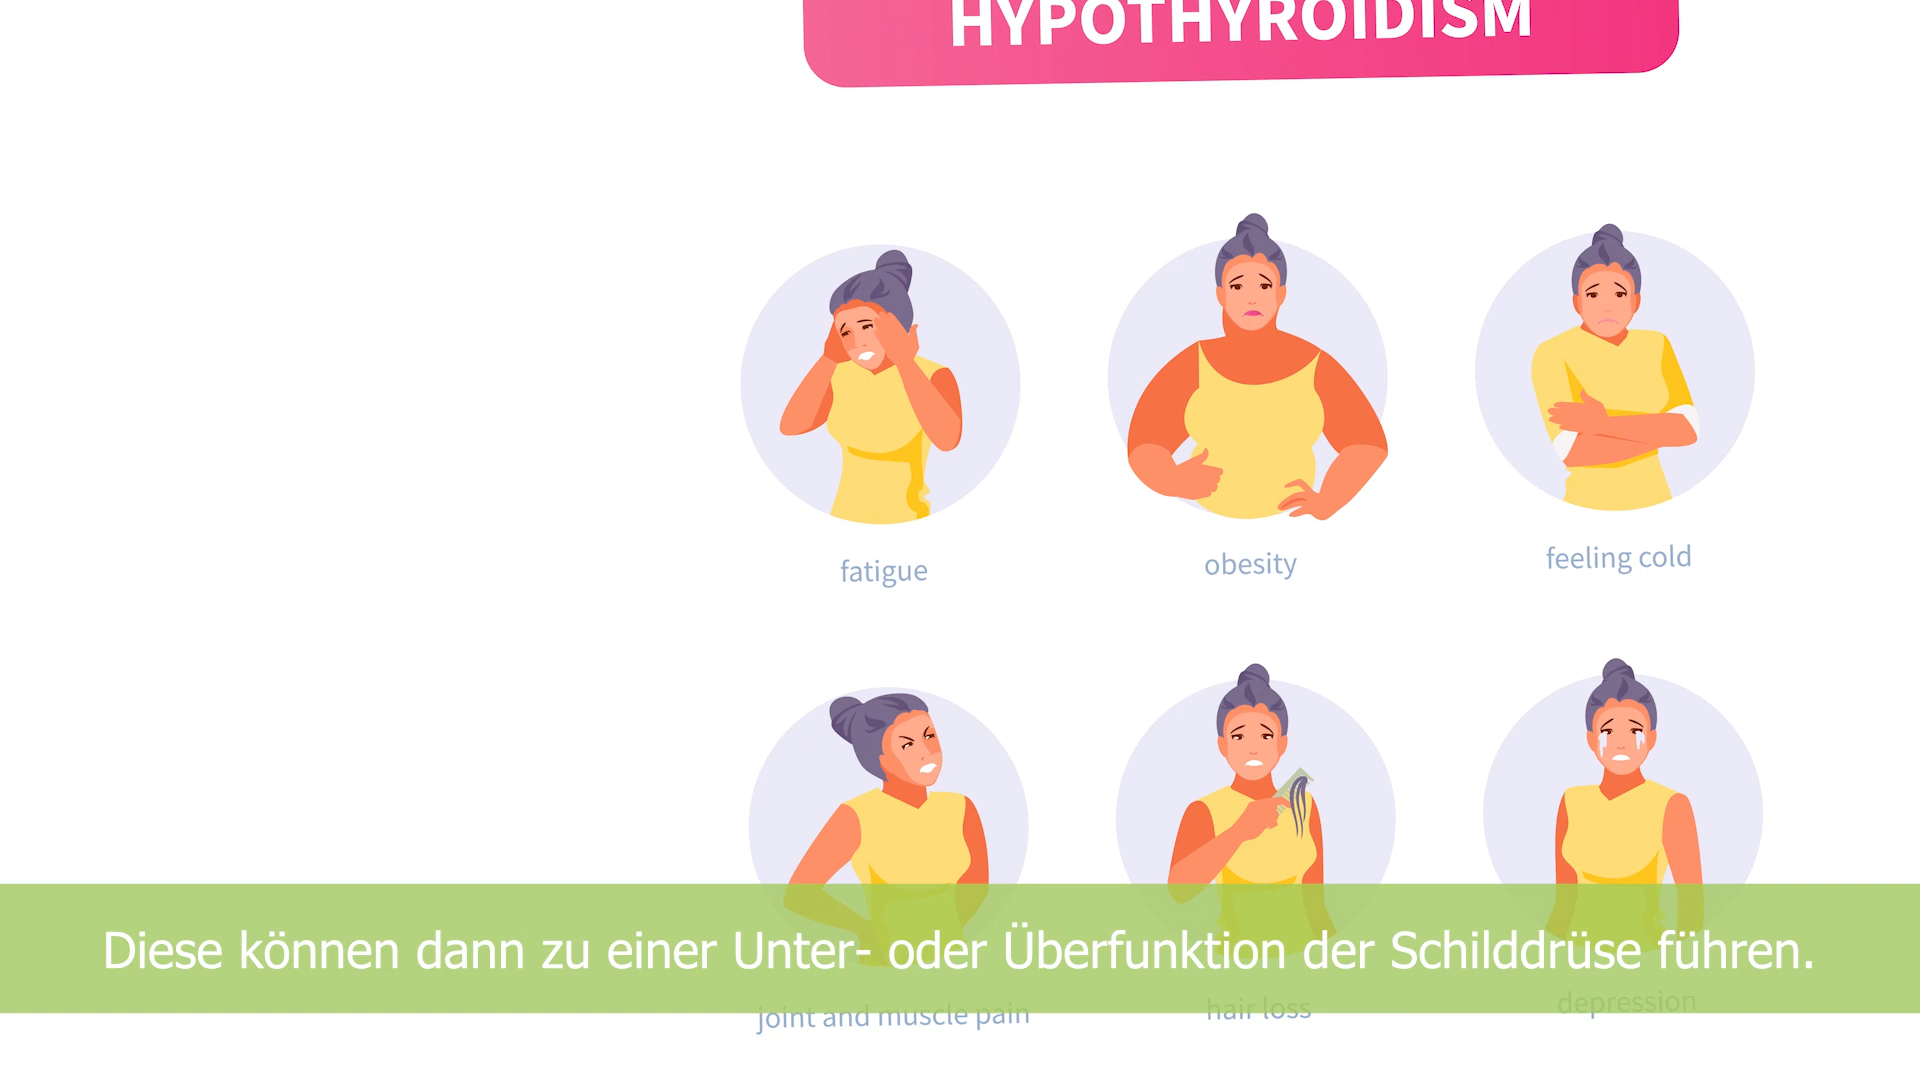 HYPOTHYROIDISM
fatigue
obesity
feeling cold
Diese können dann zu einer Unter- oder Überfunktion der Schilddrüse führen.
joint and muscle pain
hair loss
depression